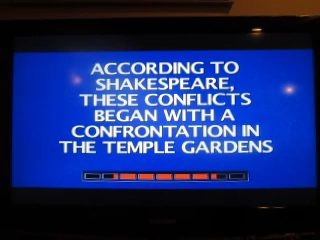 ACCORDING TO
SHAKESPEARE,
THESE CONFLICTS
BEGAN WITH A
CONFRONTATION IN
THE TEMPLE GARDENS